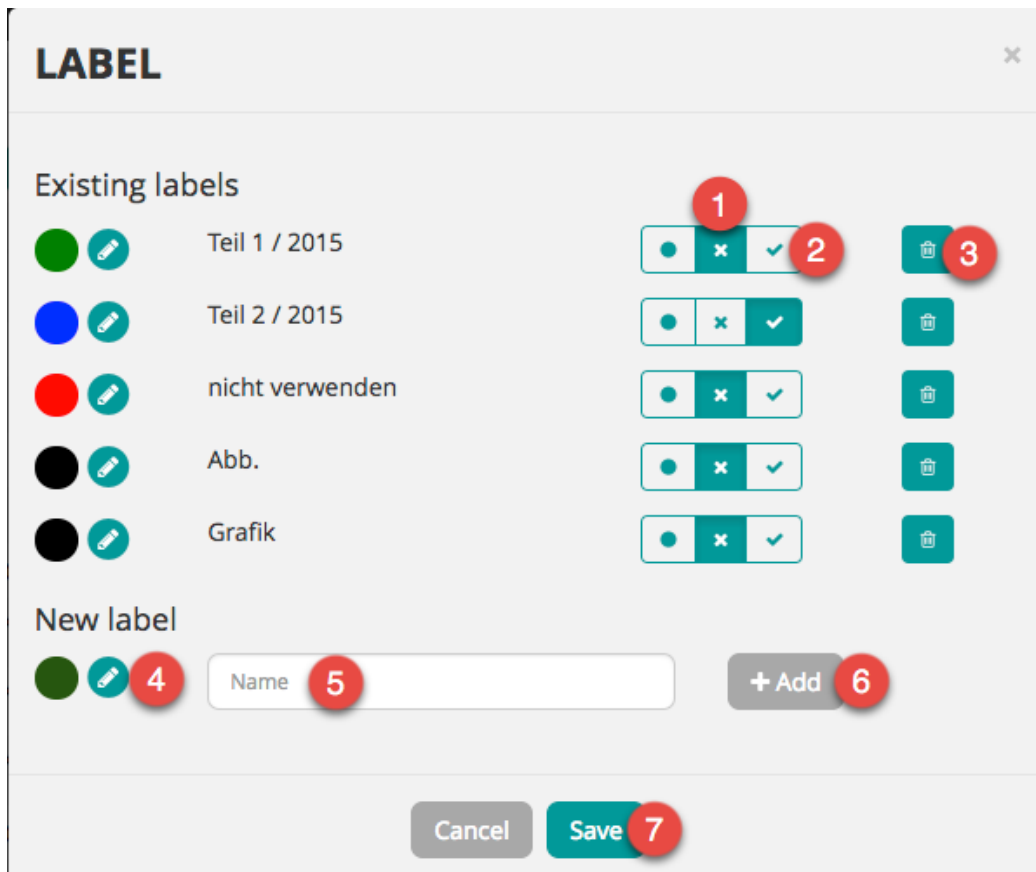 LABEL ×
Existing labels
1
Teil 1 / 2015 2 3
Teil 2 / 2015
nicht verwenden
Abb.
Grafik
New label
4 Name 5 + Add 6
Cancel Save 7